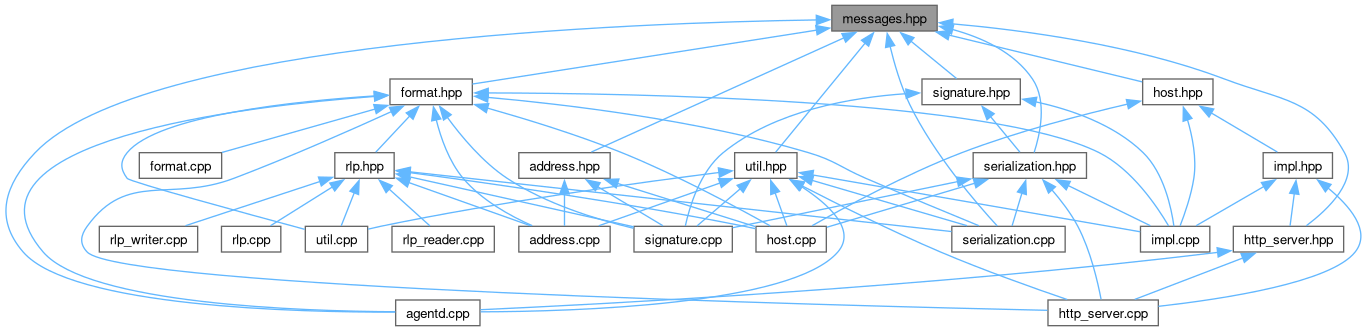 messages.hpp
format.hpp
signature.hpp
host.hpp
format.cpp
rlp.hpp
address.hpp
util.hpp
serialization.hpp
impl.hpp
rlp_writer.cpp
rlp.cpp
util.cpp
rlp_reader.cpp
address.cpp
signature.cpp
host.cpp
serialization.cpp
impl.cpp
http_server.hpp
agentd.cpp
http_server.cpp